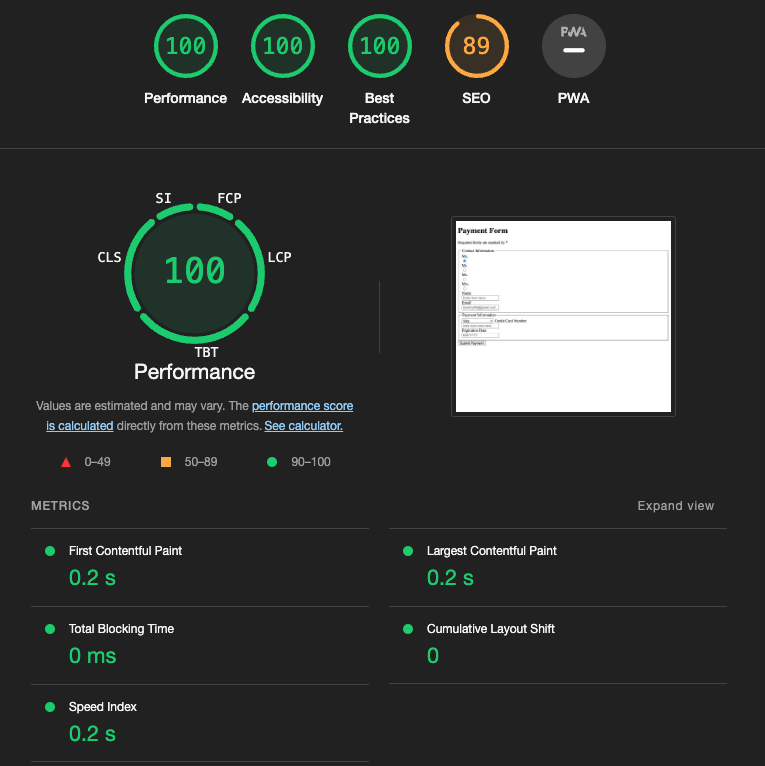 100
100
100
89
PWA
Performance
Accessibility
Best
Practices
SEO
PWA
SI
FCP
CLS
LCP
100
TBT
Performance
Values are estimated and may vary. The performance score
is calculated directly from these metrics. See calculator.
0–49
50–89
90–100
Payment Form
Required fields are marked by *
Contact Information
Name
Email
Payment Information
Visa
Credit Card Number
Expiration Date
Submit Payment
METRICS
Expand view
First Contentful Paint
0.2 s
Largest Contentful Paint
0.2 s
Total Blocking Time
0 ms
Cumulative Layout Shift
0
Speed Index
0.2 s